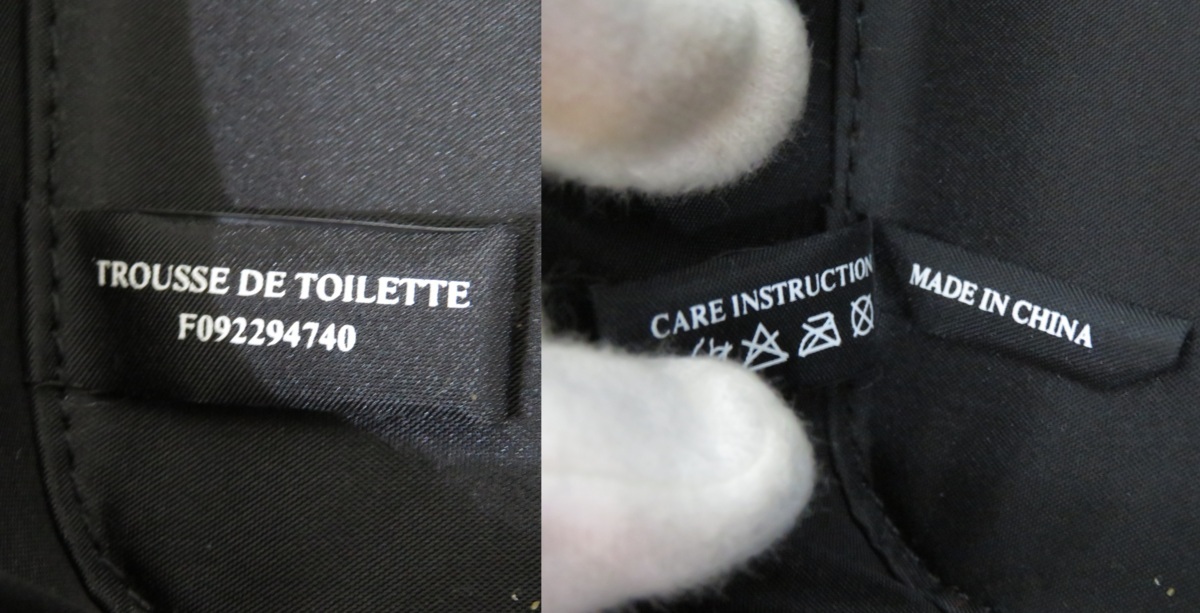 TROUSSE DE TOILETTE
F092294740
CARE INSTRUCTION
MADE IN CHINA